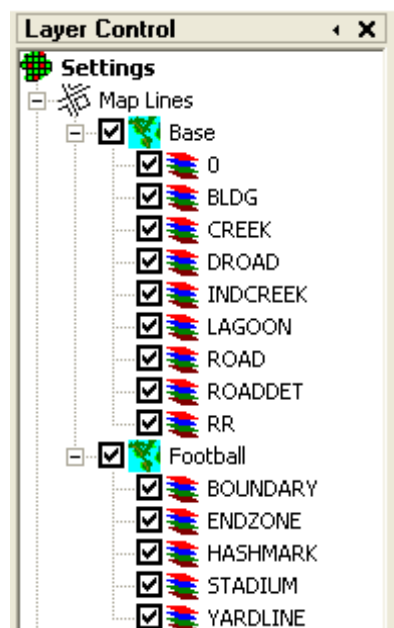 Layer Control
Settings
Map Lines
Base
0
BLDG
CREEK
DROAD
INDCREEK
LAGOON
ROAD
ROADDET
RR
Football
BOUNDARY
ENDZONE
HASHMARK
STADIUM
YARDLINE